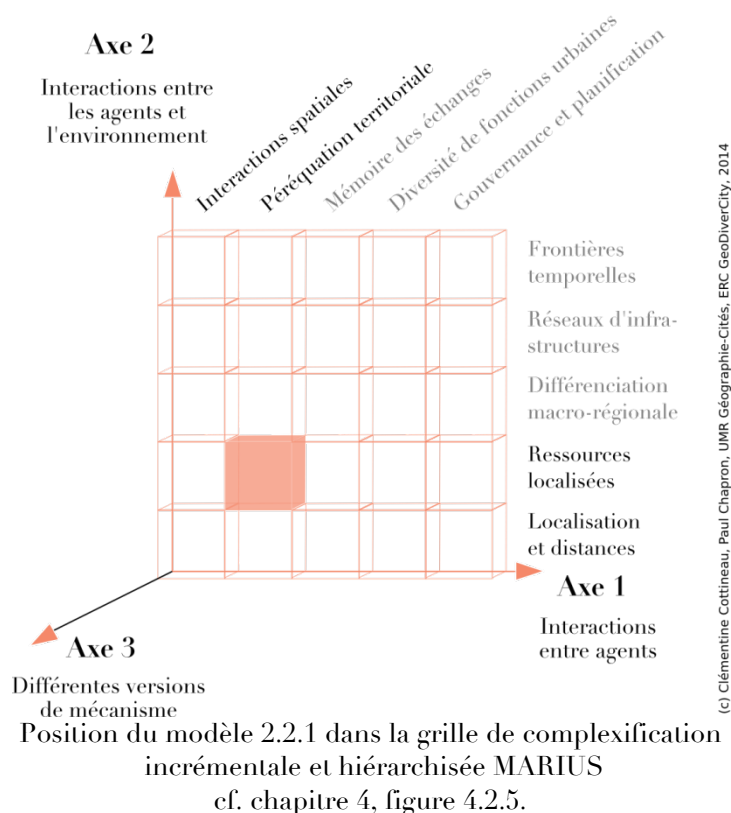 Axe 2
Interactions entre
les agents et
l'environnement
Interactions spatiales
Péréquation territoriale
Mémoire des échanges
Diversité de fonctions urbaines
Gouvernance et planification
Frontières
temporelles
Réseaux d'infra-
structures
Différenciation
macro-régionale
Ressources
localisées
Localisation
et distances
Axe 1
Interactions
entre agents
Axe 3
Différentes versions
de mécanisme
(c) Clémentine Cottineau, Paul Chapron, UMR Géographie-Cités, ERC GeoDiverCity, 2014
Position du modèle 2.2.1 dans la grille de complexification
incrémentale et hiérarchisée MARIUS
cf. chapitre 4, figure 4.2.5.